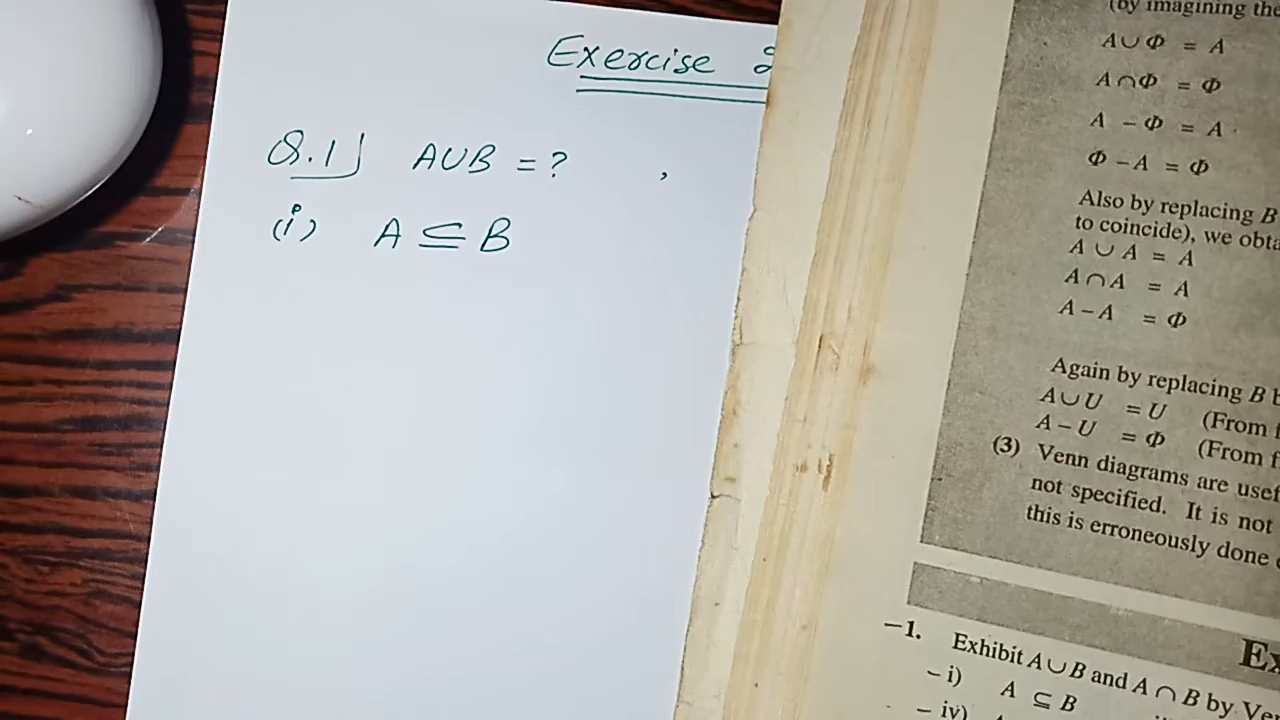 Exercise 2
Q.1] A∪B = ? ,
(i) A ⊆ B
(by imagining the
A∪Φ = A
A∩Φ = Φ
A – Φ = A
Φ – A = Φ
Also by replacing B
to coincide), we obta
A ∪ A = A
A∩A = A
A – A = Φ
Again by replacing B b
A∪U = U (From f
A – U = Φ (From f
(3) Venn diagrams are usef
not specified. It is not
this is erroneously done
Ex
–1. Exhibit A∪B and A∩B by Ve
– i) A ⊆ B
– iv)